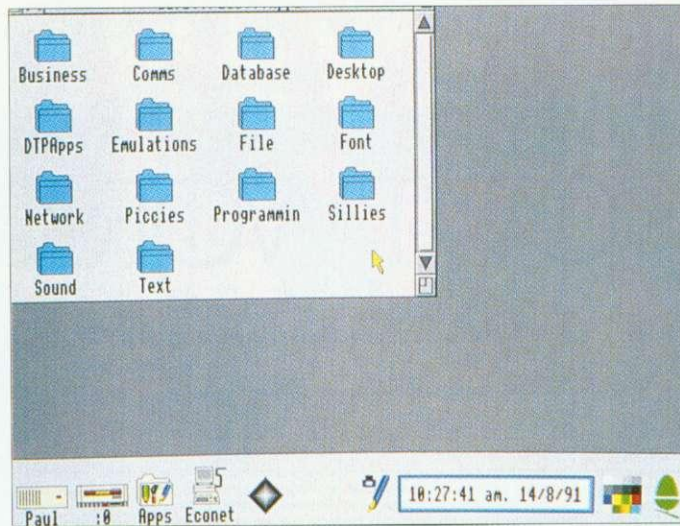 Business Comms Database Desktop
DTPApps Emulations File Font
Network Piccies Programmin Sillies
Sound Text
10:27:41 am. 14/8/91
Paul :0 Apps Econet